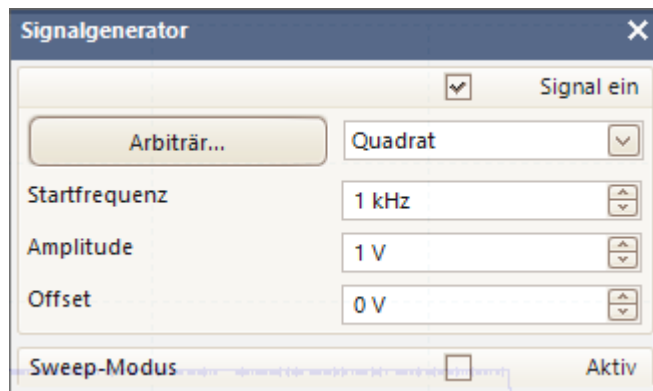 Signalgenerator
Signal ein
Arbiträr... Quadrat
Startfrequenz 1 kHz
Amplitude 1 V
Offset 0 V
Sweep-Modus Aktiv